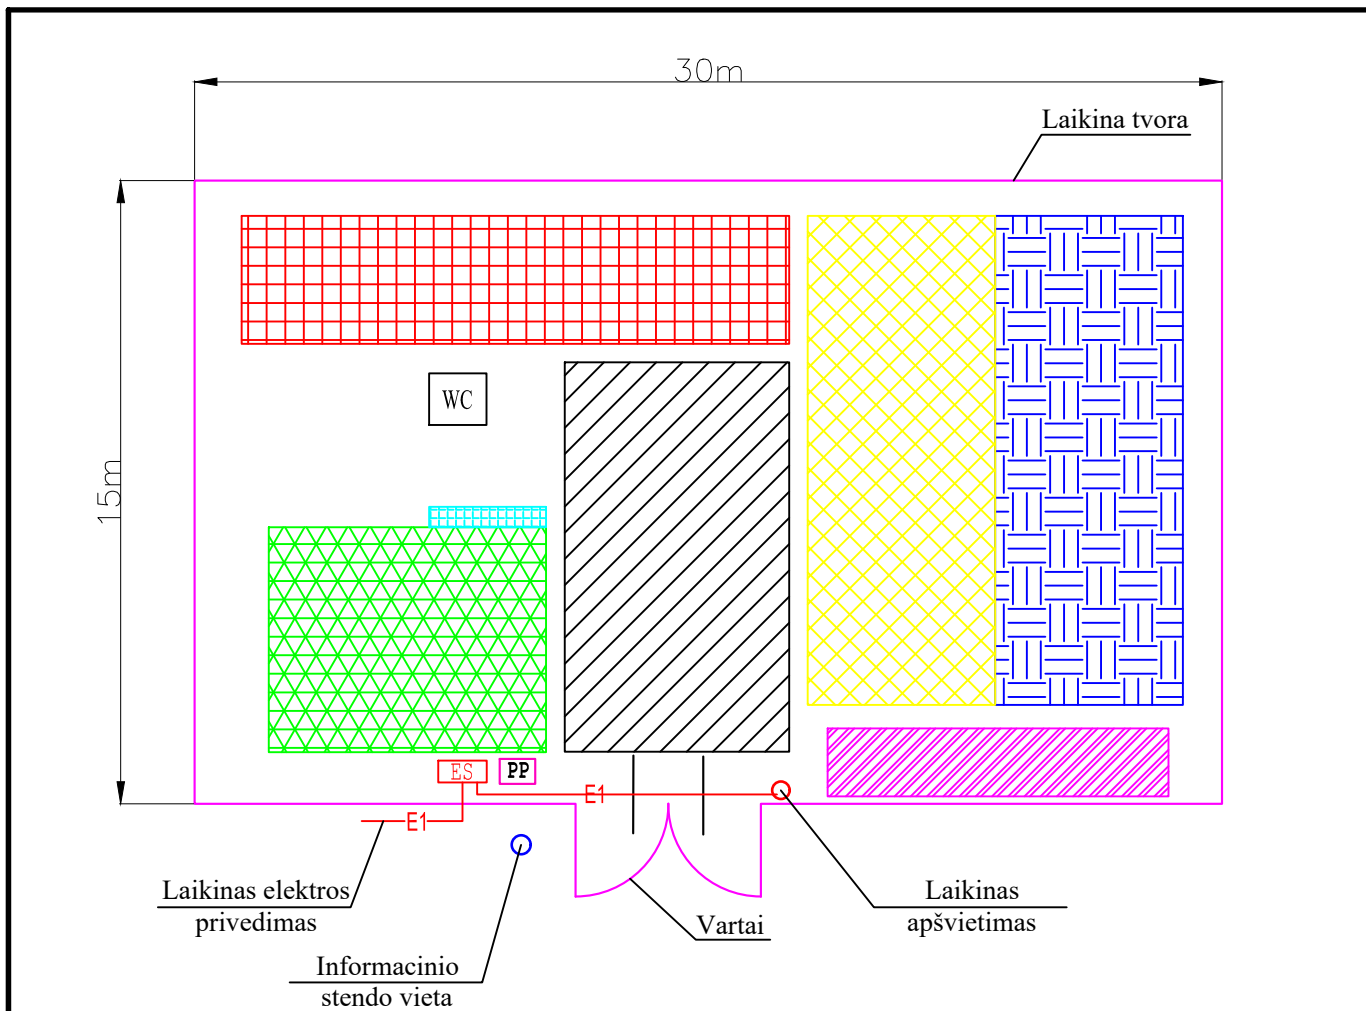 30m
Laikina tvora
15m
WC
ES
PP
E1
E1
Laikinas elektros
privedimas
Laikinas
apšvietimas
Vartai
Informacinio
stendo vieta